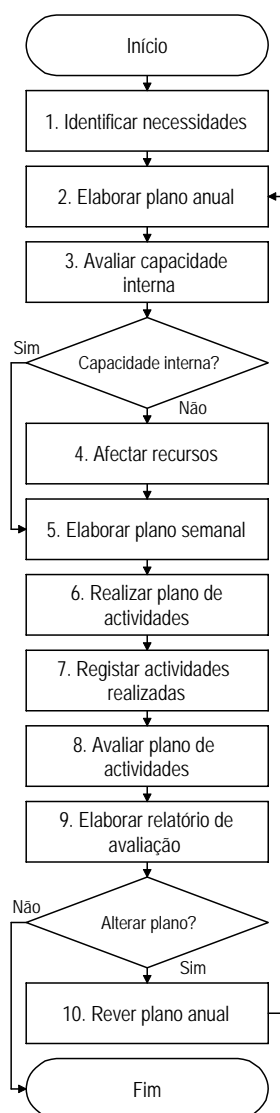 Início
1. Identificar necessidades
2. Elaborar plano anual
3. Avaliar capacidade
interna
Sim
Capacidade interna?
Não
4. Afectar recursos
5. Elaborar plano semanal
6. Realizar plano de
actividades
7. Registar actividades
realizadas
8. Avaliar plano de
actividades
9. Elaborar relatório de
avaliação
Não
Alterar plano?
Sim
10. Rever plano anual
Fim